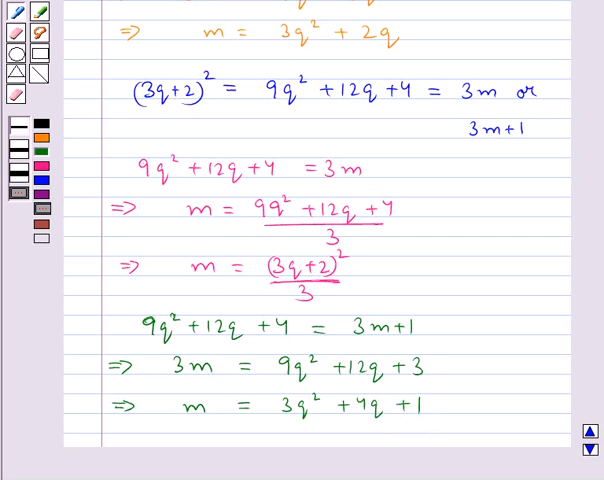 ⇒ m = 3q² + 2q
(3q+2)² = 9q² + 12q + 4 = 3m or
3m+1
9q² + 12q + 4 = 3m
⇒ m = 9q² + 12q + 4
3
⇒ m = (3q+2)²
3
9q² + 12q + 4 = 3m+1
⇒ 3m = 9q² + 12q + 3
⇒ m = 3q² + 4q + 1